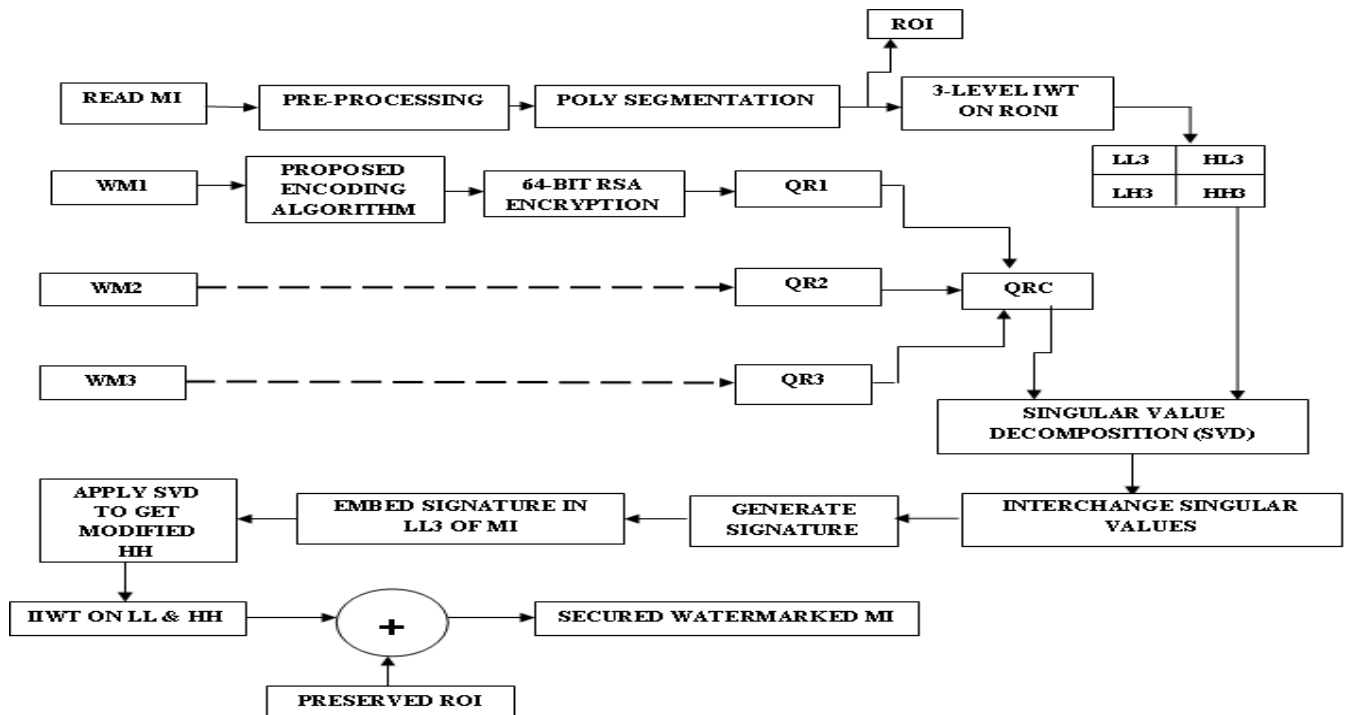 ROI
READ MI
PRE-PROCESSING
POLY SEGMENTATION
3-LEVEL IWT
ON RONI
LL3
HL3
LH3
HH3
WM1
PROPOSED
ENCODING
ALGORITHM
64-BIT RSA
ENCRYPTION
QR1
WM2
QR2
QRC
WM3
QR3
SINGULAR VALUE
DECOMPOSITION (SVD)
APPLY SVD
TO GET
MODIFIED
HH
EMBED SIGNATURE IN
LL3 OF MI
GENERATE
SIGNATURE
INTERCHANGE SINGULAR
VALUES
IIWT ON LL & HH
+
SECURED WATERMARKED MI
PRESERVED ROI